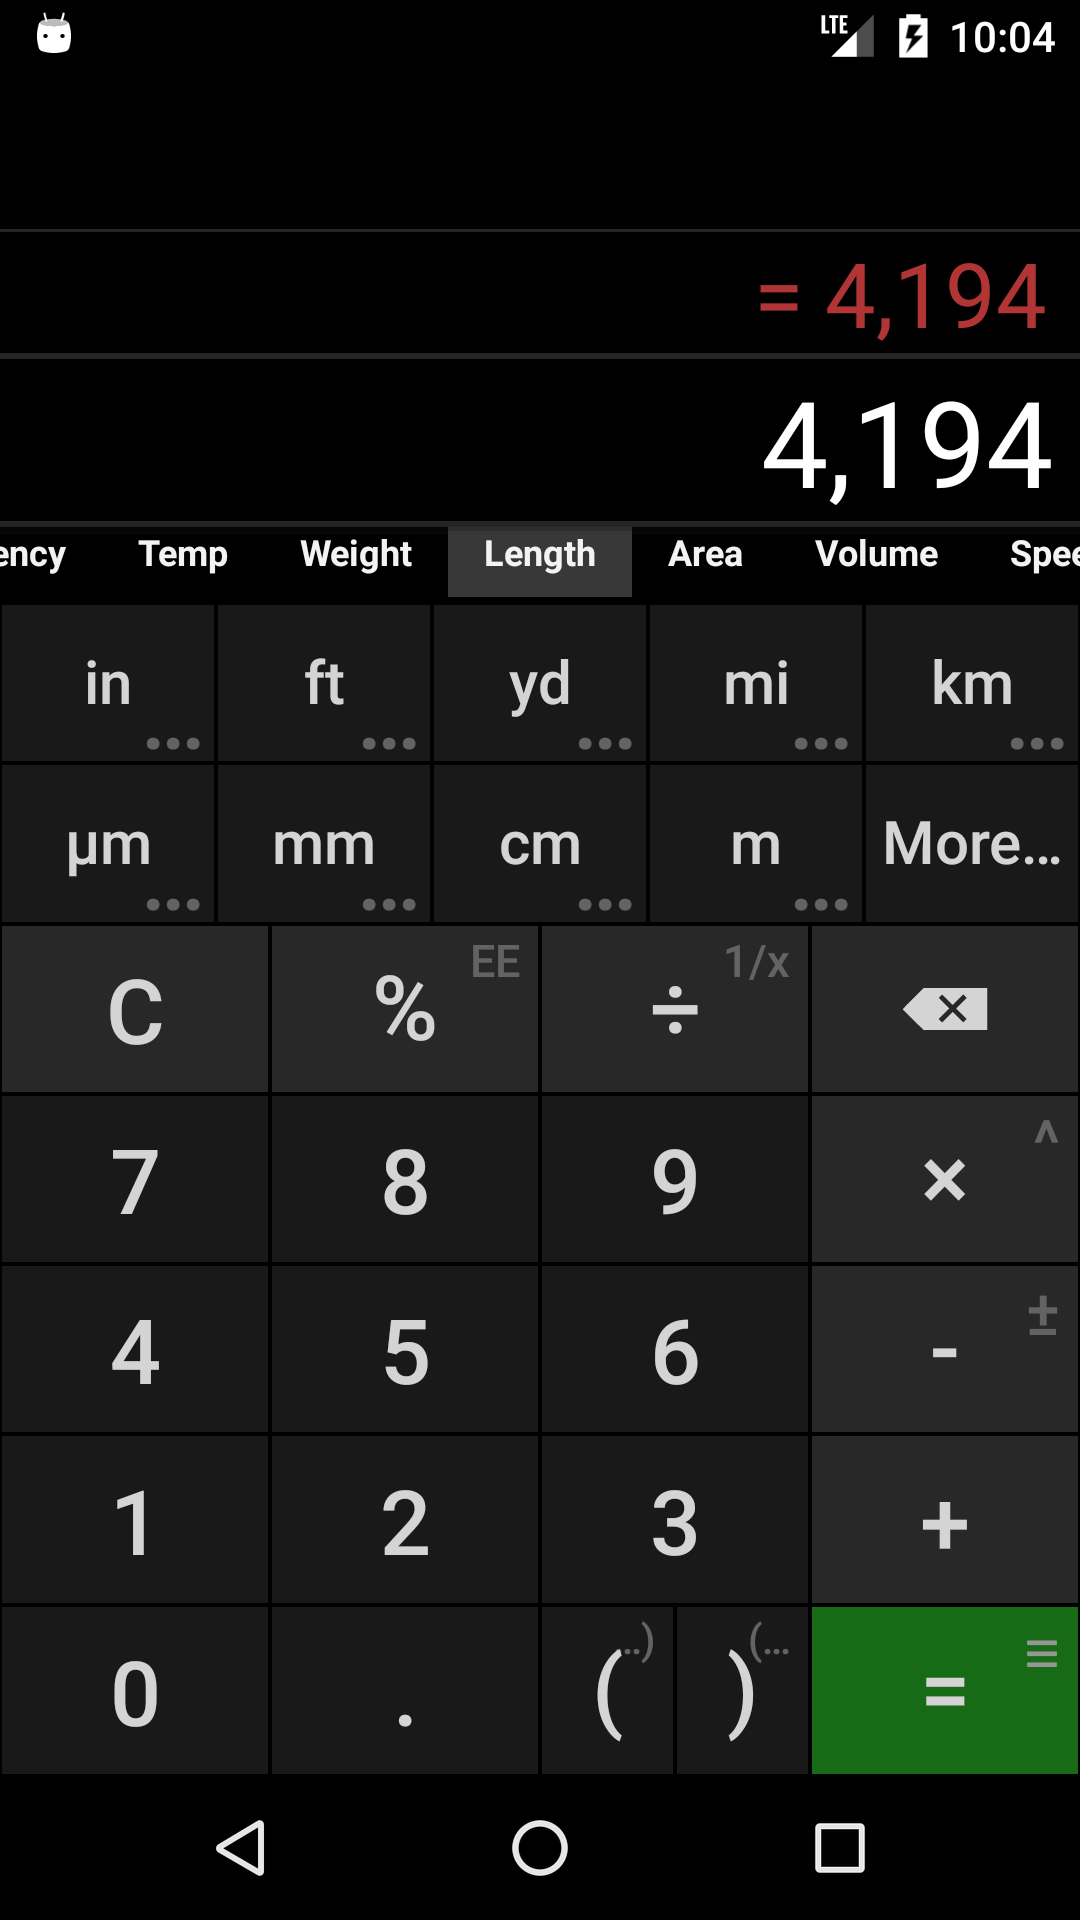 LTE 10:04
= 4,194
4,194
ency Temp Weight Length Area Volume Spee
in ft yd mi km
µm mm cm m More...
C % EE ÷ 1/x
7 8 9 × ^
4 5 6 - ±
1 2 3 +
0 . ( ..) ) (... =